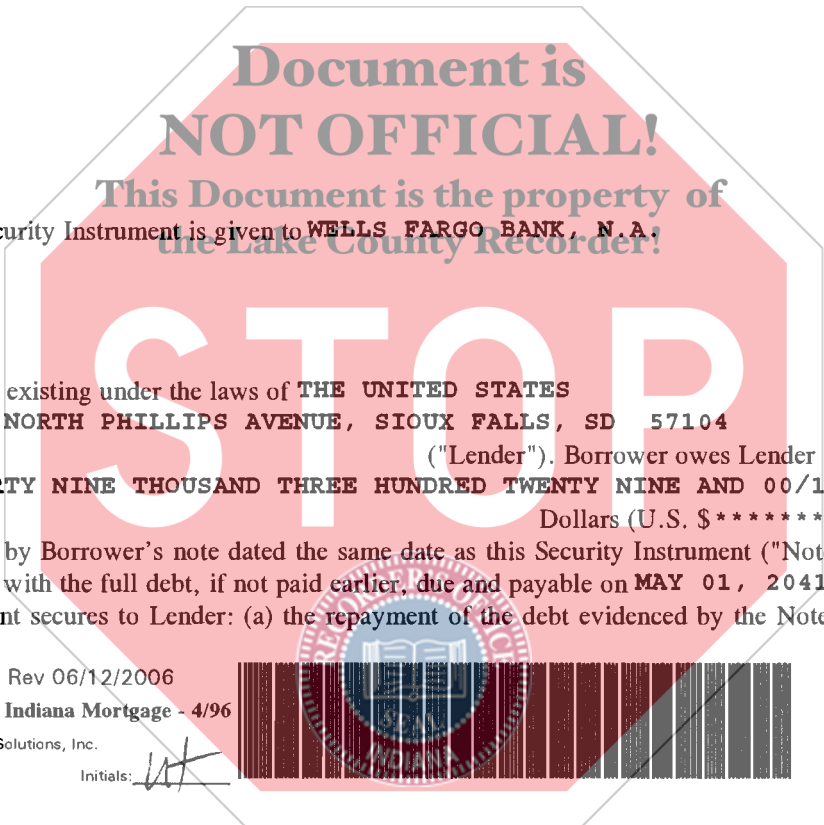 Document is
NOT OFFICIAL!
This Document is the property of
the Lake County Recorder!
curity Instrument is given to WELLS FARGO BANK, N.A.
STOP
existing under the laws of THE UNITED STATES
NORTH PHILLIPS AVENUE, SIOUX FALLS, SD 57104
("Lender"). Borrower owes Lender
RTY NINE THOUSAND THREE HUNDRED TWENTY NINE AND 00/1
Dollars (U.S. $*******
by Borrower's note dated the same date as this Security Instrument ("Not
with the full debt, if not paid earlier, due and payable on MAY 01, 2041
nt secures to Lender: (a) the repayment of the debt evidenced by the Note
RECORDER'S OFFICE
SEAL
INDIANA
Rev 06/12/2006
Indiana Mortgage - 4/96
Solutions, Inc.
Initials: